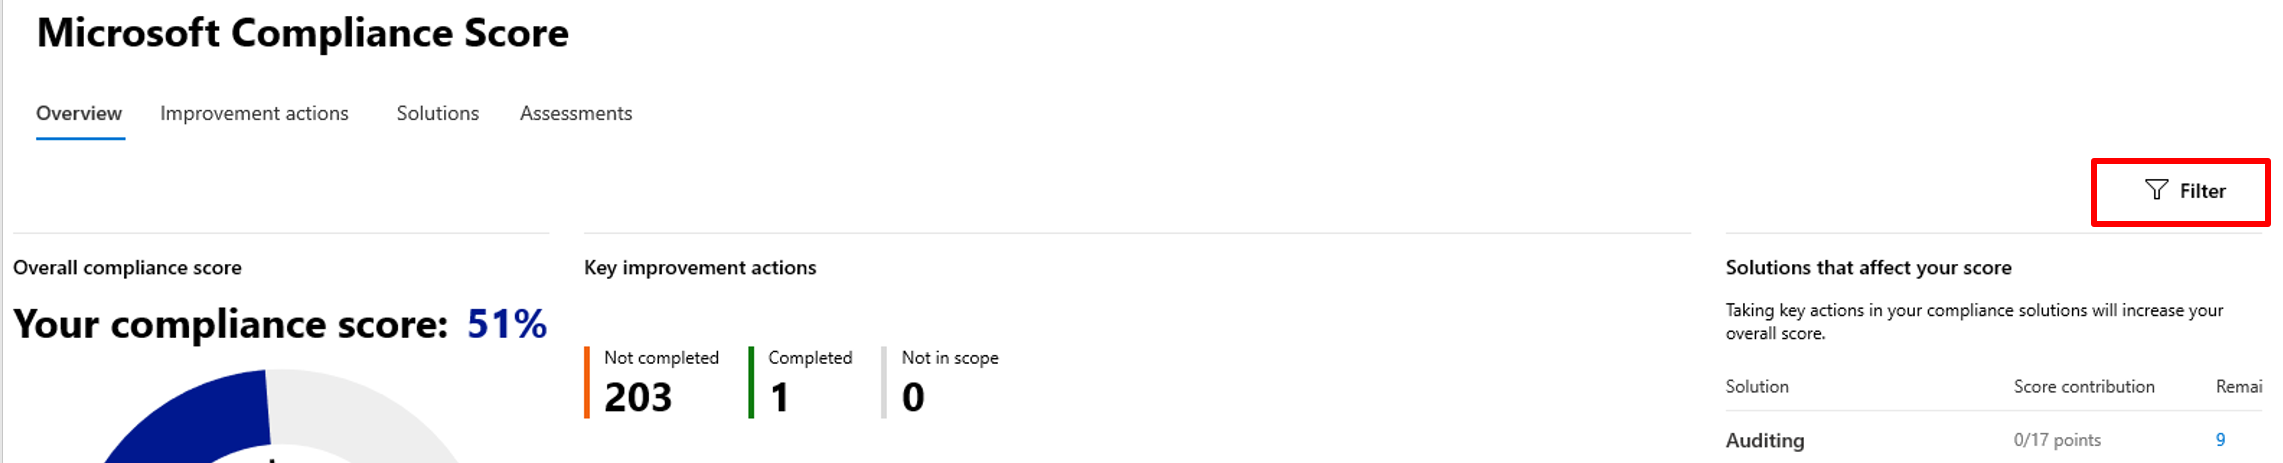 Microsoft Compliance Score
Overview Improvement actions Solutions Assessments
Filter
Overall compliance score
Your compliance score: 51%
Key improvement actions
Not completed Completed Not in scope
203 1 0
Solutions that affect your score
Taking key actions in your compliance solutions will increase your
overall score.
Solution Score contribution Remai
Auditing 0/17 points 9